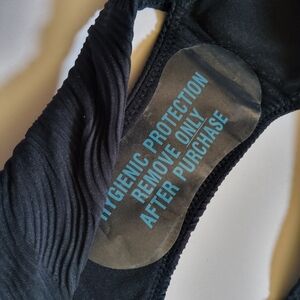 HYGIENIC PROTECTION
REMOVE ONLY
AFTER PURCHASE